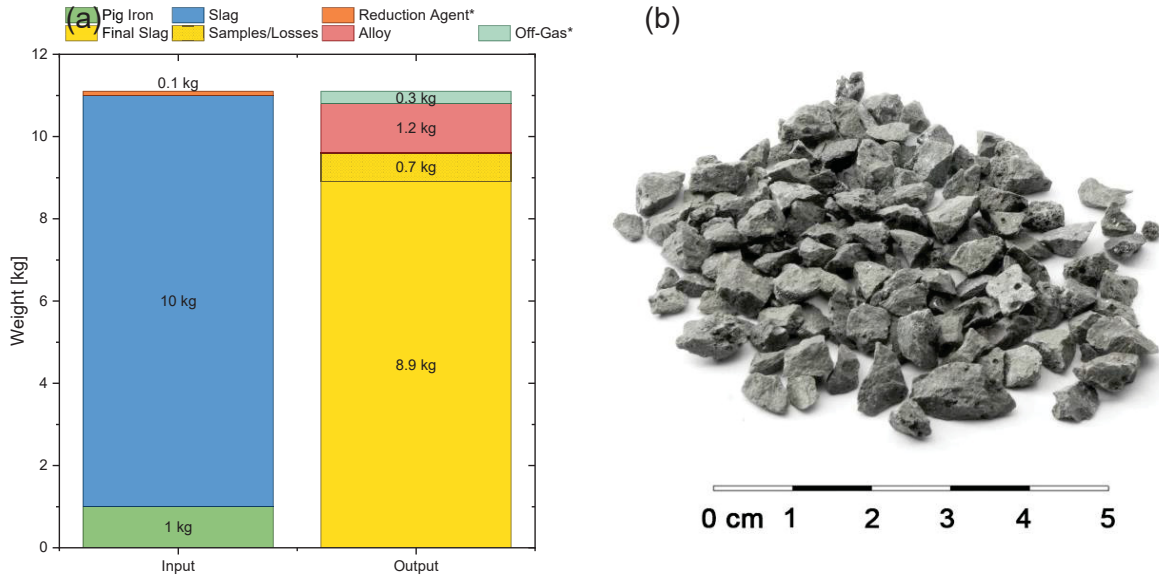 (a)
Pig Iron Slag Reduction Agent*
Final Slag Samples/Losses Alloy Off-Gas*
12
10
8
6
4
2
0
Weight [kg]
0.1 kg
10 kg
1 kg
0.3 kg
1.2 kg
0.7 kg
8.9 kg
Input Output
(b)
0 cm 1 2 3 4 5